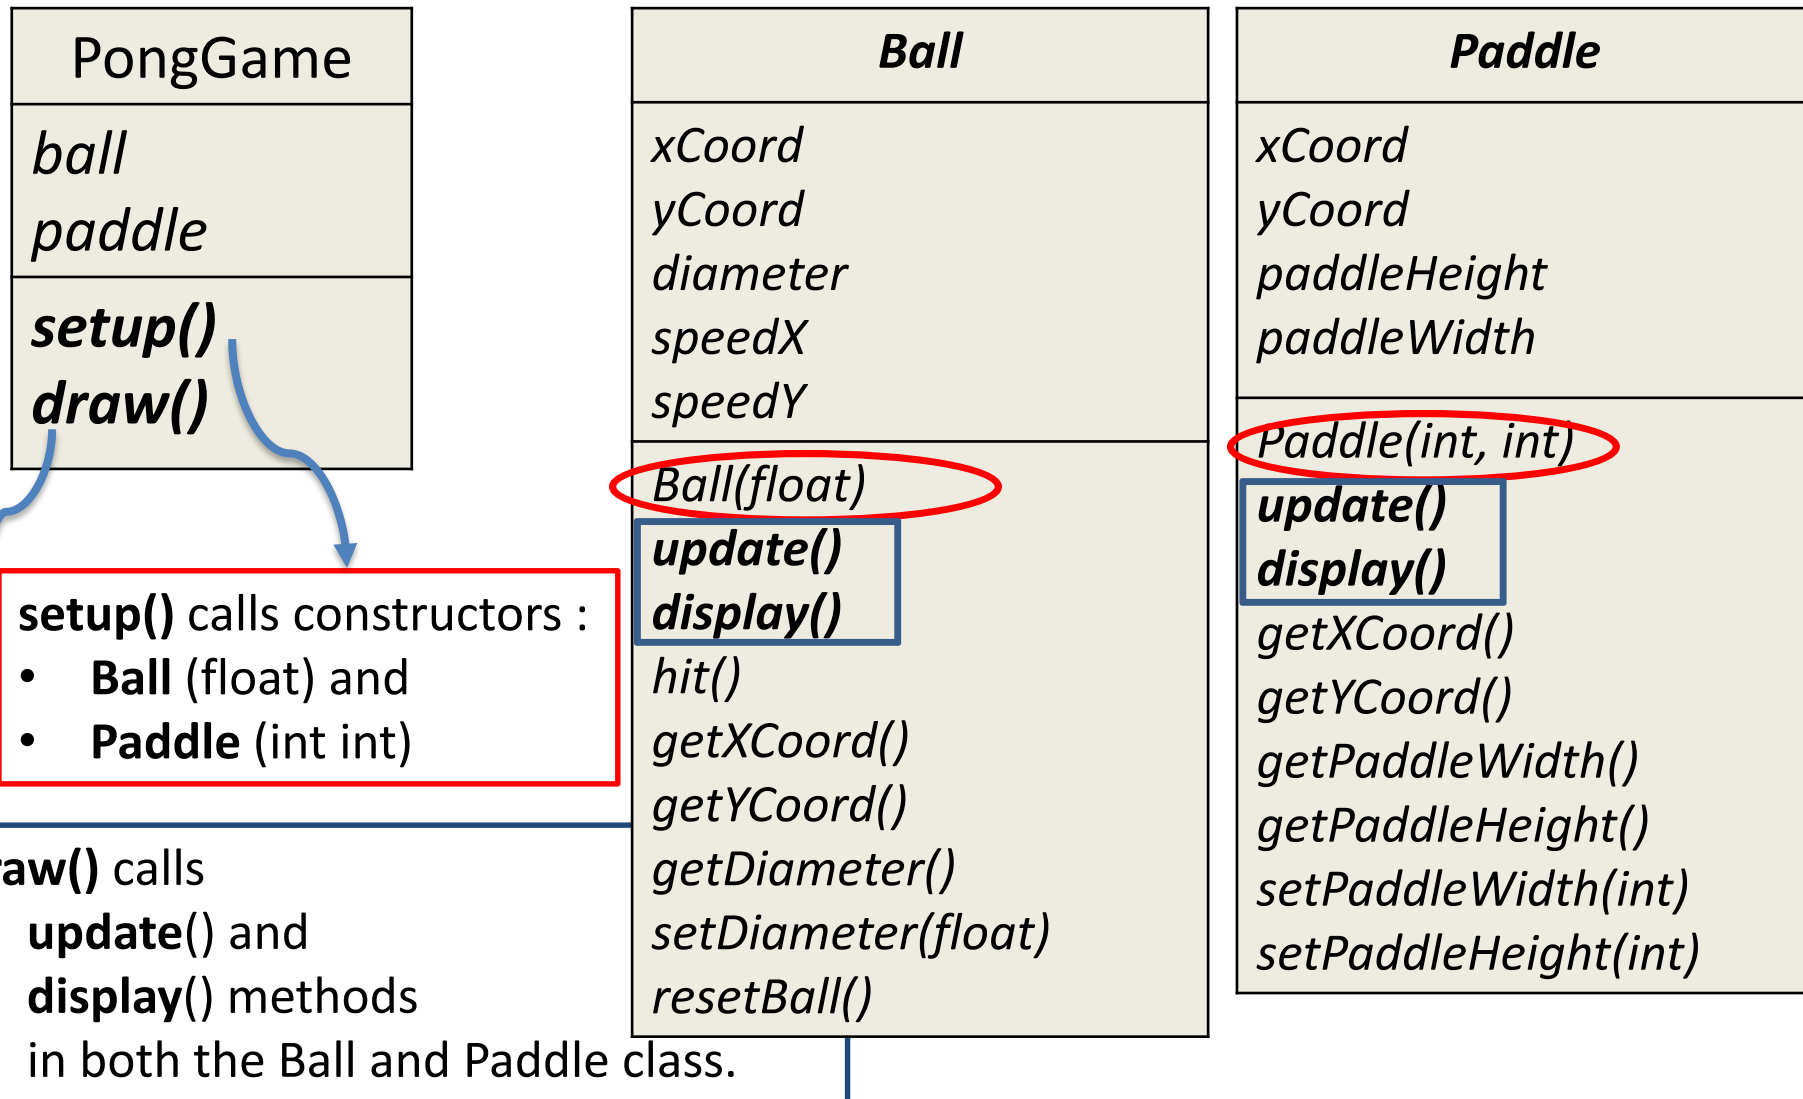 PongGame
ball
paddle
setup()
draw()
setup() calls constructors :
• Ball (float) and
• Paddle (int int)
raw() calls
update() and
display() methods
in both the Ball and Paddle class.
Ball
xCoord
yCoord
diameter
speedX
speedY
Ball(float)
update()
display()
hit()
getXCoord()
getYCoord()
getDiameter()
setDiameter(float)
resetBall()
Paddle
xCoord
yCoord
paddleHeight
paddleWidth
Paddle(int, int)
update()
display()
getXCoord()
getYCoord()
getPaddleWidth()
getPaddleHeight()
setPaddleWidth(int)
setPaddleHeight(int)